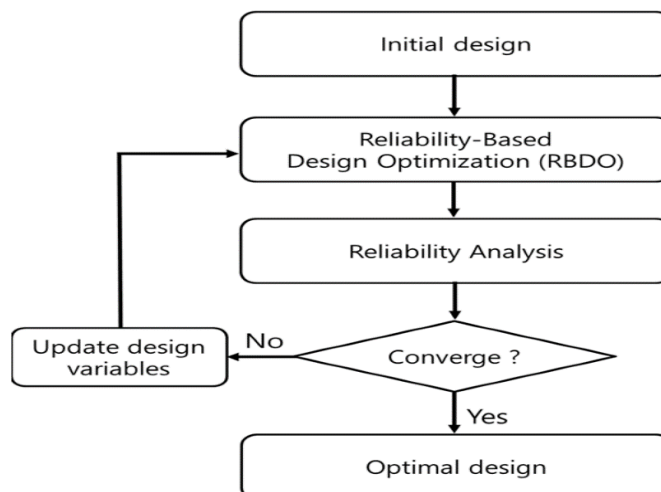 Initial design
Reliability-Based
Design Optimization (RBDO)
Reliability Analysis
Converge ?
No
Update design
variables
Yes
Optimal design